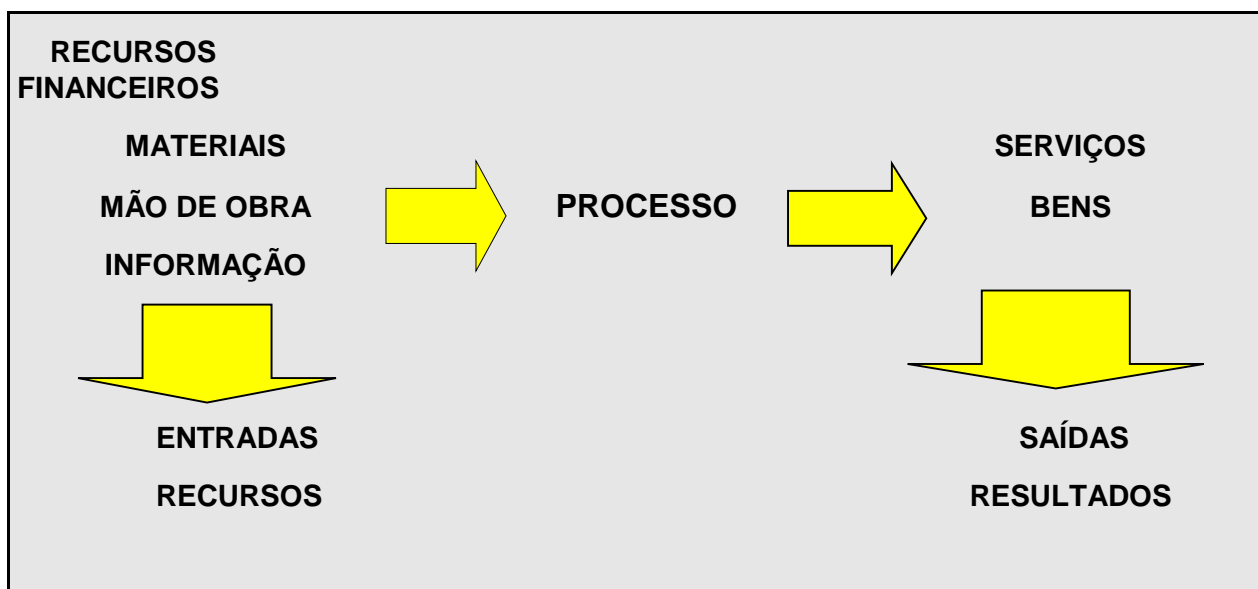 RECURSOS
FINANCEIROS
MATERIAIS
MÃO DE OBRA
INFORMAÇÃO
PROCESSO
SERVIÇOS
BENS
ENTRADAS
RECURSOS
SAÍDAS
RESULTADOS